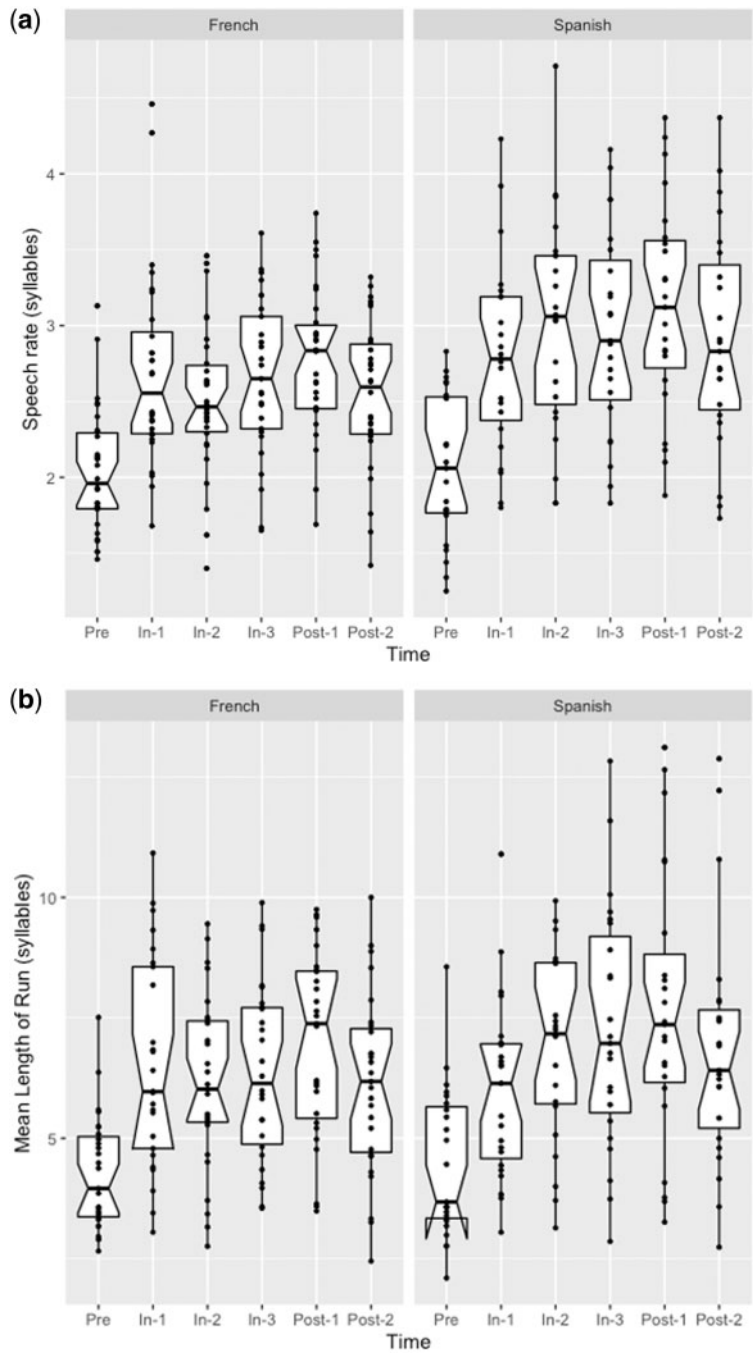 (a)
French Spanish
Speech rate (syllables)
4
3
2
Pre In-1 In-2 In-3 Post-1 Post-2 Pre In-1 In-2 In-3 Post-1 Post-2
Time
(b)
French Spanish
Mean Length of Run (syllables)
10
5
Pre In-1 In-2 In-3 Post-1 Post-2 Pre In-1 In-2 In-3 Post-1 Post-2
Time